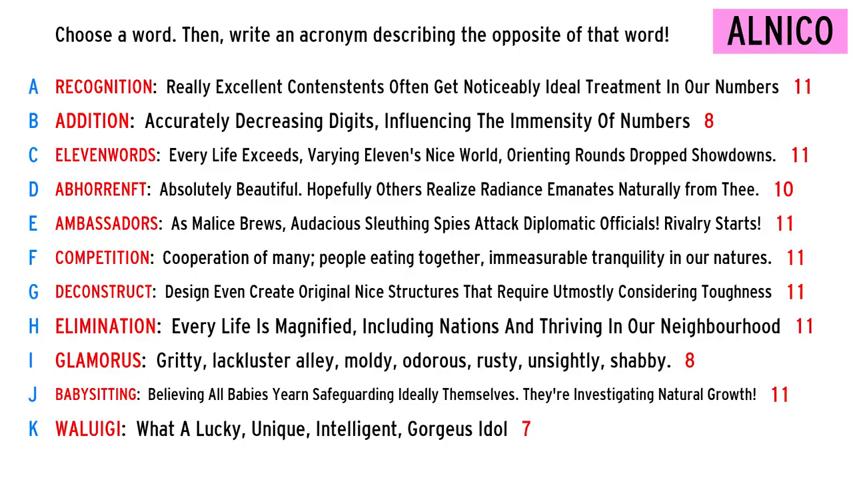 Choose a word. Then, write an acronym describing the opposite of that word!
ALNICO
A RECOGNITION: Really Excellent Contenstents Often Get Noticeably Ideal Treatment In Our Numbers 11
B ADDITION: Accurately Decreasing Digits, Influencing The Immensity Of Numbers 8
C ELEVENWORDS: Every Life Exceeds, Varying Eleven's Nice World, Orienting Rounds Dropped Showdowns. 11
D ABHORRENFT: Absolutely Beautiful. Hopefully Others Realize Radiance Emanates Naturally from Thee. 10
E AMBASSADORS: As Malice Brews, Audacious Sleuthing Spies Attack Diplomatic Officials! Rivalry Starts! 11
F COMPETITION: Cooperation of many; people eating together, immeasurable tranquility in our natures. 11
G DECONSTRUCT: Design Even Create Original Nice Structures That Require Utmostly Considering Toughness 11
H ELIMINATION: Every Life Is Magnified, Including Nations And Thriving In Our Neighbourhood 11
I GLAMORUS: Gritty, lackluster alley, moldy, odorous, rusty, unsightly, shabby. 8
J BABYSITTING: Believing All Babies Yearn Safeguarding Ideally Themselves. They're Investigating Natural Growth! 11
K WALUIGI: What A Lucky, Unique, Intelligent, Gorgeus Idol 7